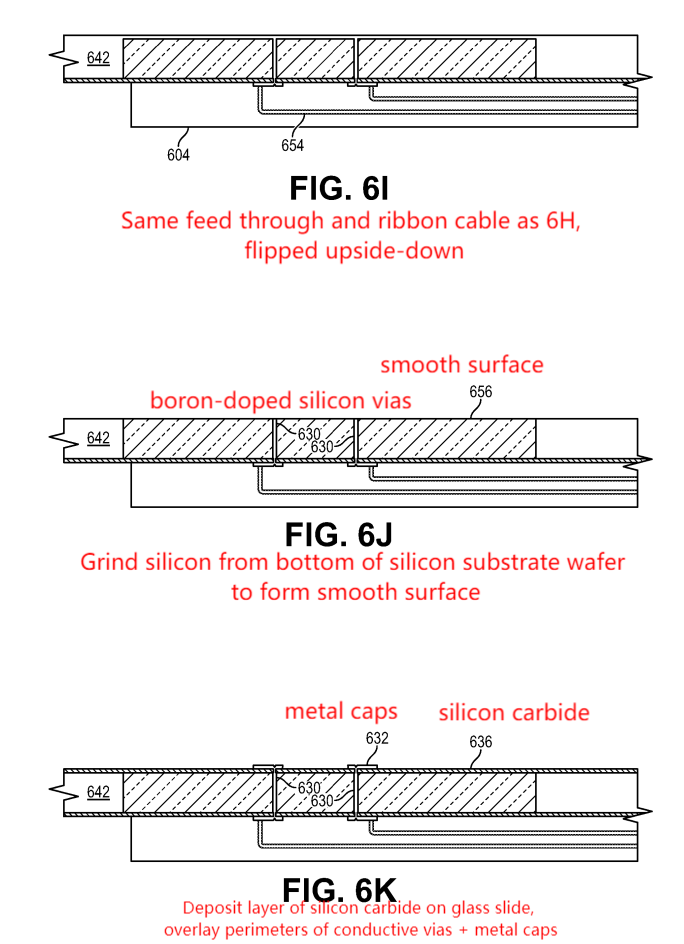 642
604
654
FIG. 6I
Same feed through and ribbon cable as 6H,
flipped upside-down
smooth surface
boron-doped silicon vias
656
642
630
630
FIG. 6J
Grind silicon from bottom of silicon substrate wafer
to form smooth surface
metal caps
silicon carbide
632
636
642
630
630
FIG. 6K
Deposit layer of silicon carbide on glass slide,
overlay perimeters of conductive vias + metal caps